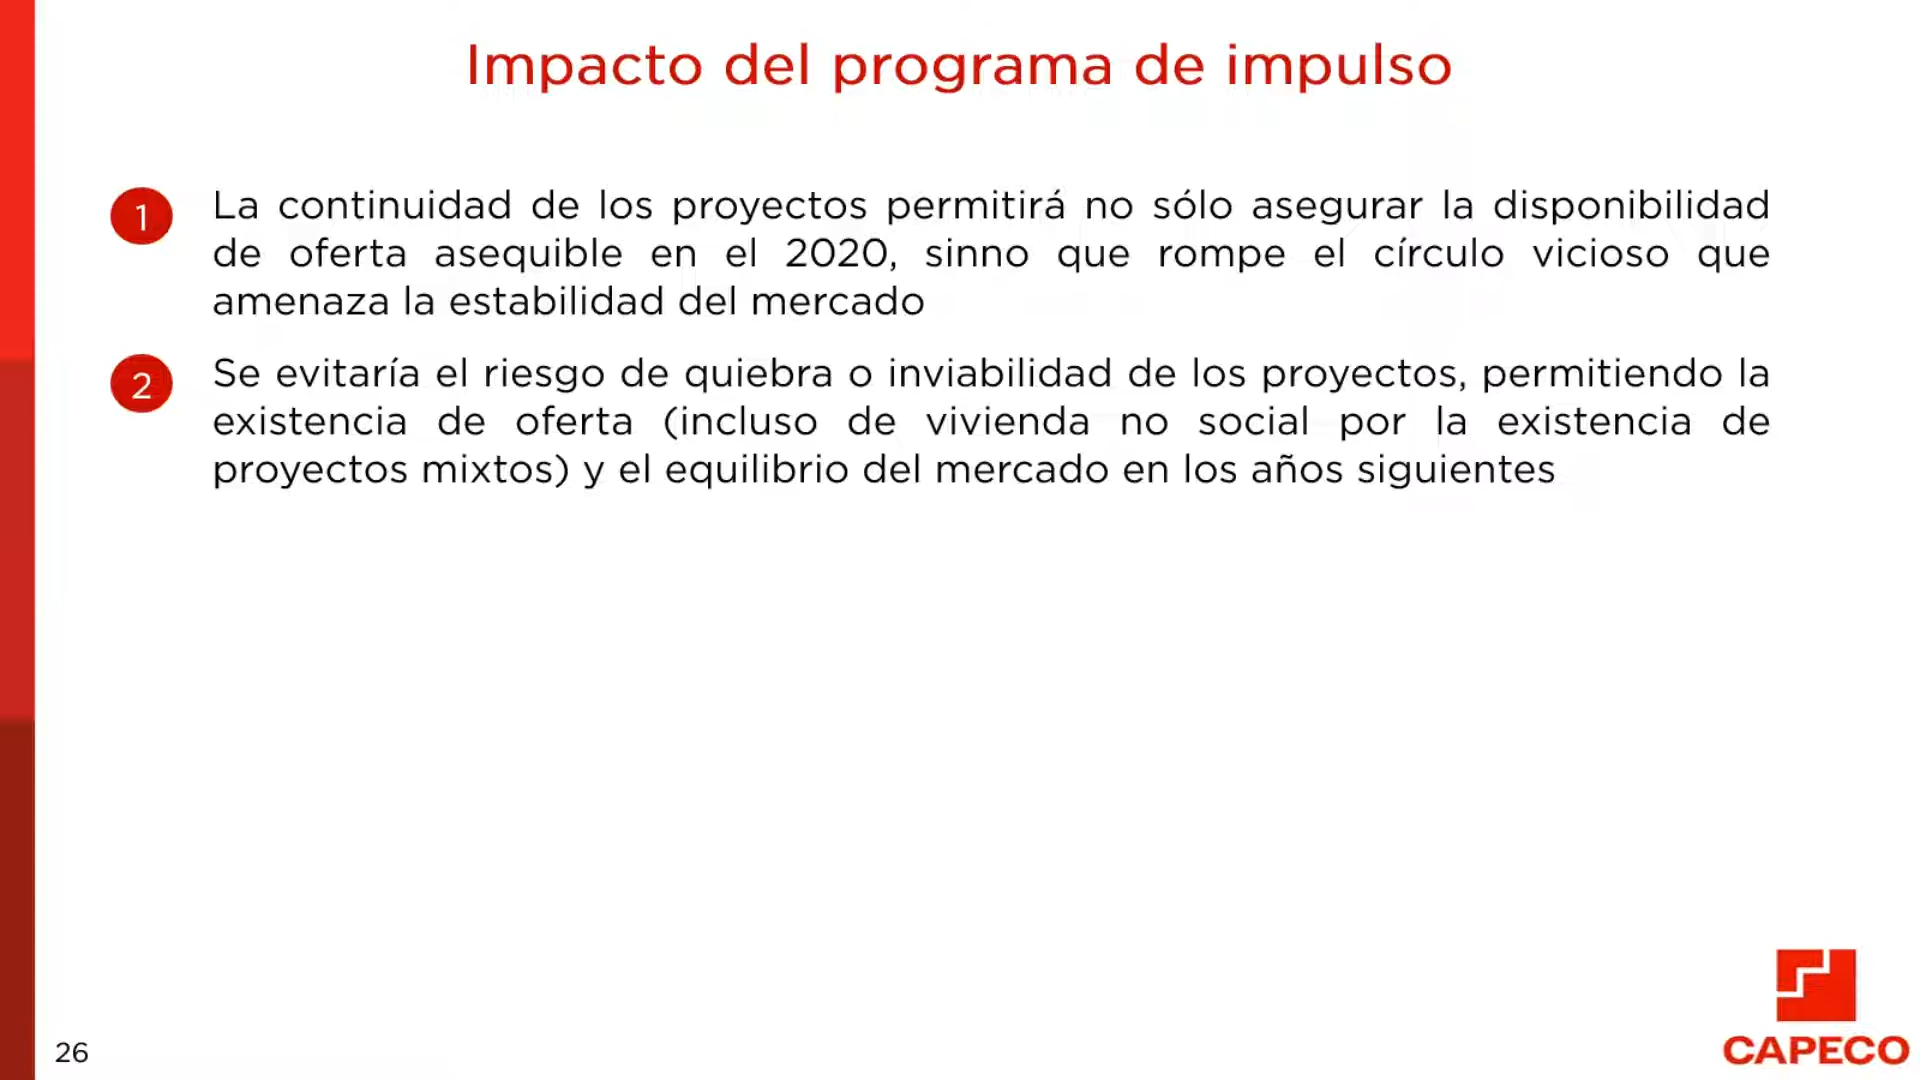 Impacto del programa de impulso
1 La continuidad de los proyectos permitirá no sólo asegurar la disponibilidad
de oferta asequible en el 2020, sinno que rompe el círculo vicioso que
amenaza la estabilidad del mercado
2 Se evitaría el riesgo de quiebra o inviabilidad de los proyectos, permitiendo la
existencia de oferta (incluso de vivienda no social por la existencia de
proyectos mixtos) y el equilibrio del mercado en los años siguientes
26
CAPECO